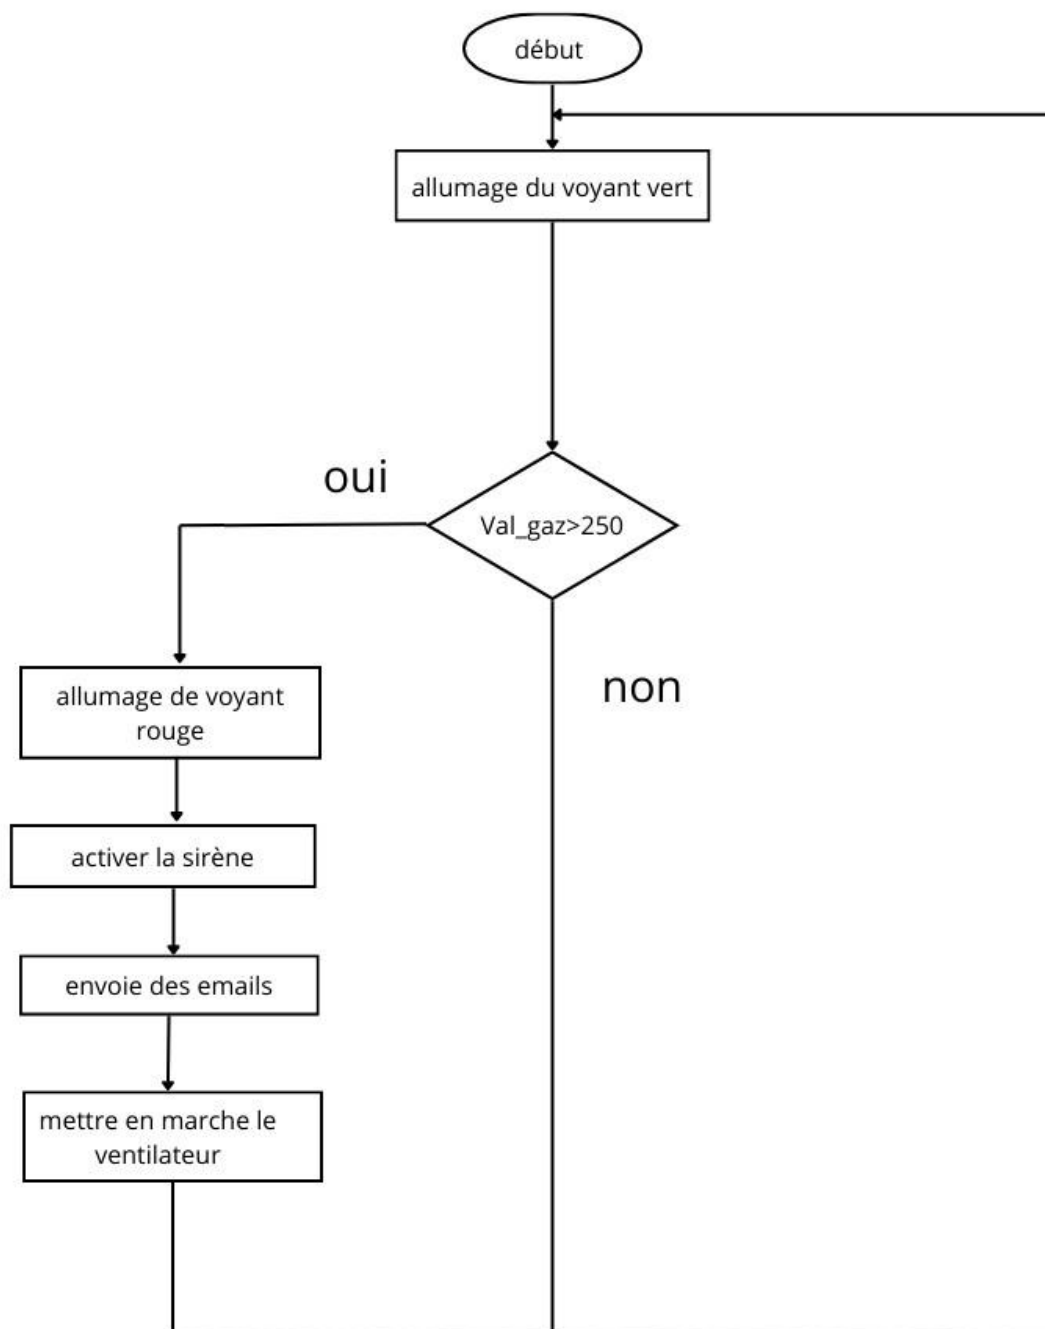 début
allumage du voyant vert
oui
Val_gaz>250
non
allumage de voyant
rouge
activer la sirène
envoie des emails
mettre en marche le
ventilateur